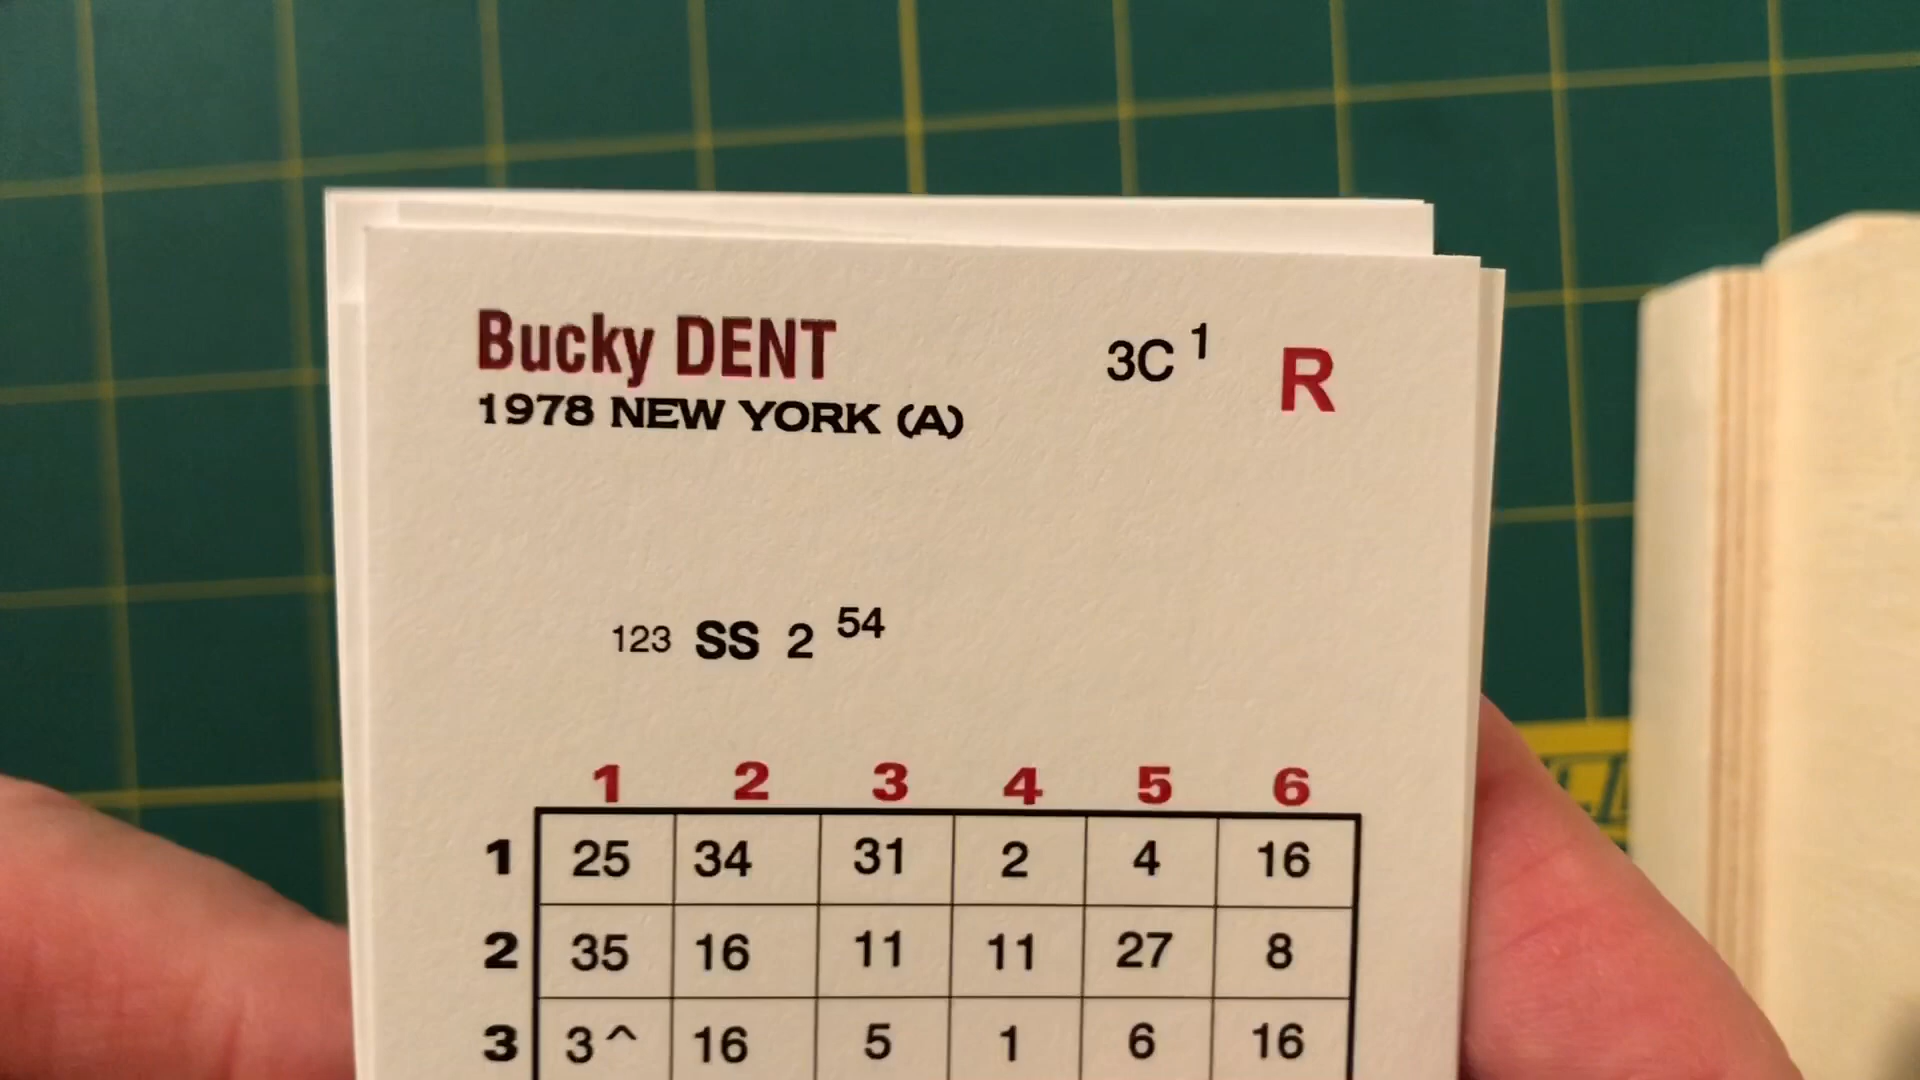 Bucky DENT 3C 1 R
1978 NEW YORK (A)
123 SS 2 54
1 2 3 4 5 6
1 25 34 31 2 4 16
2 35 16 11 11 27 8
3 3^ 16 5 1 6 16